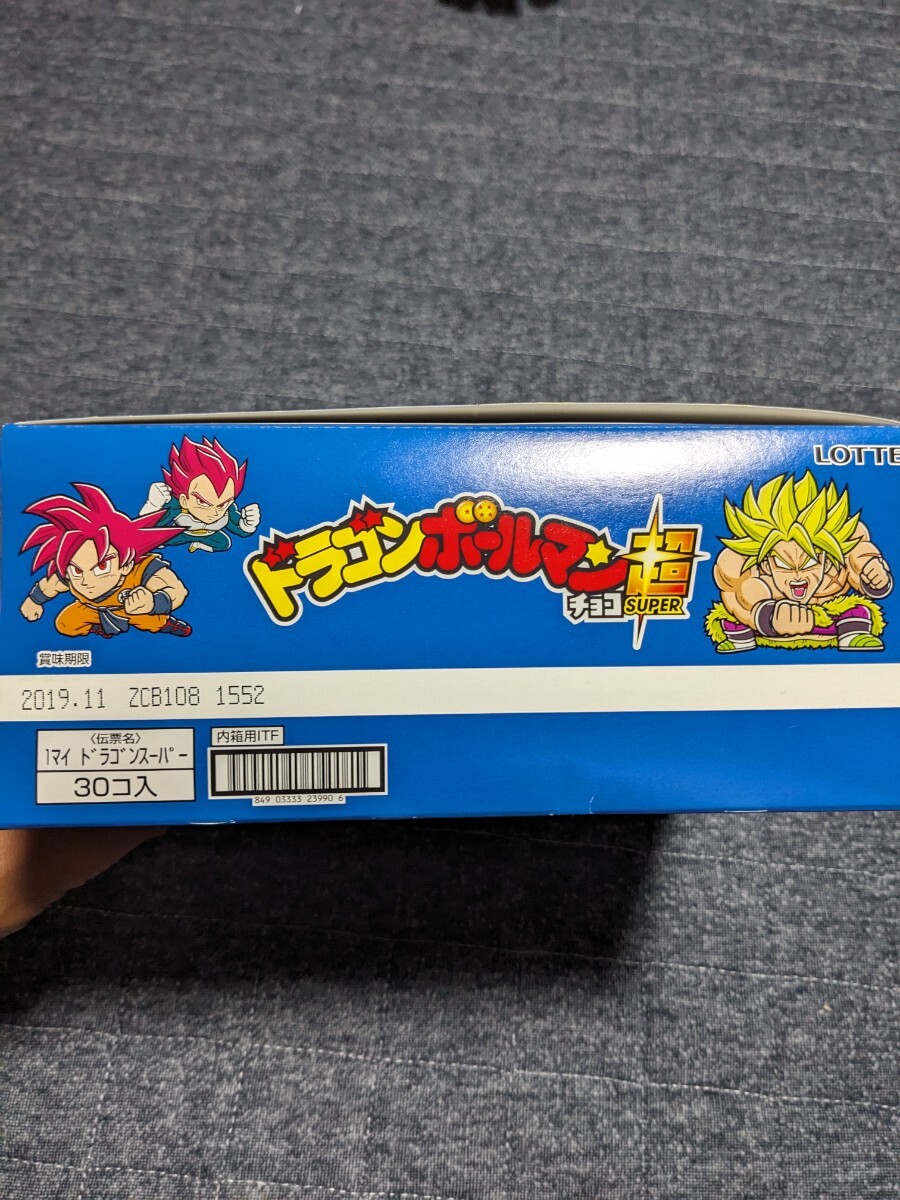 LOTTE
ドラゴンボールマン
チョコ
超
SUPER
賞味期限
2019.11 ZCB108 1552
〈伝票名〉
1マイ ﾄﾞﾗｺﾞﾝスーパー
30コ入
内箱用ITF
849 03333 23990 6